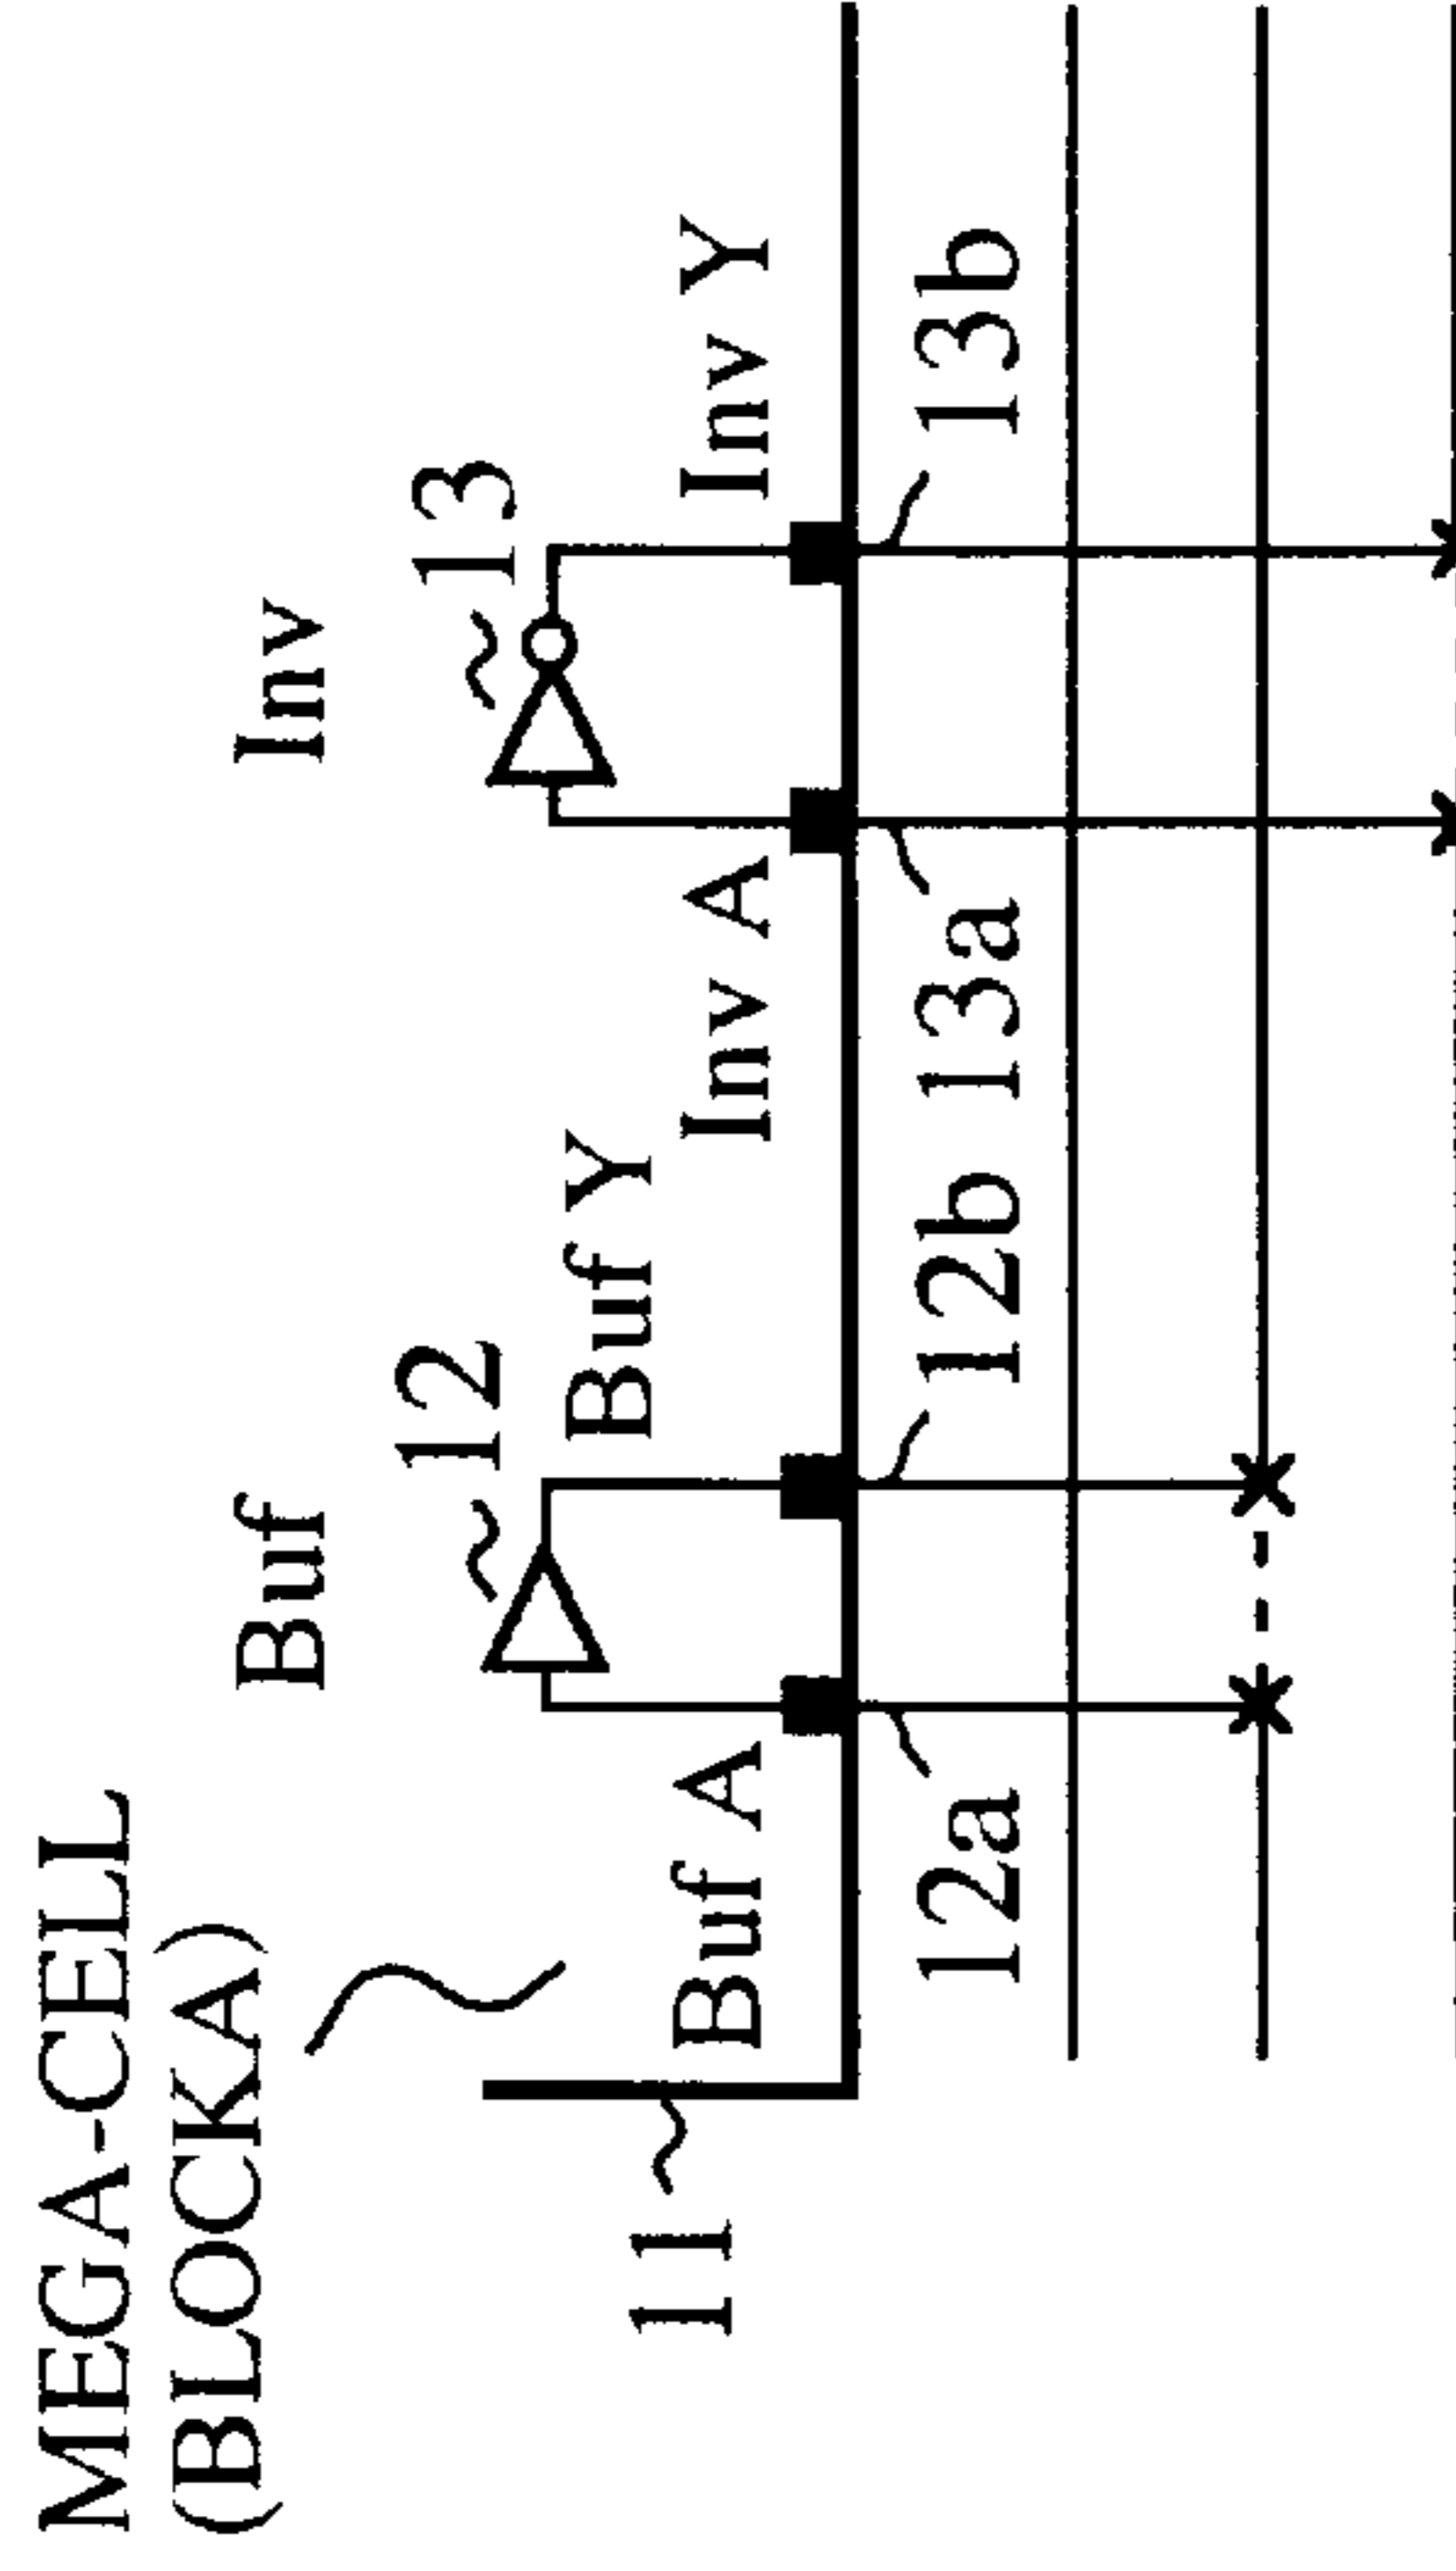 MEGA-CELL
(BLOCKA)
Buf
Inv
12
13
Buf Y
11
Buf A
Inv A
Inv Y
12a
12b
13a
13b